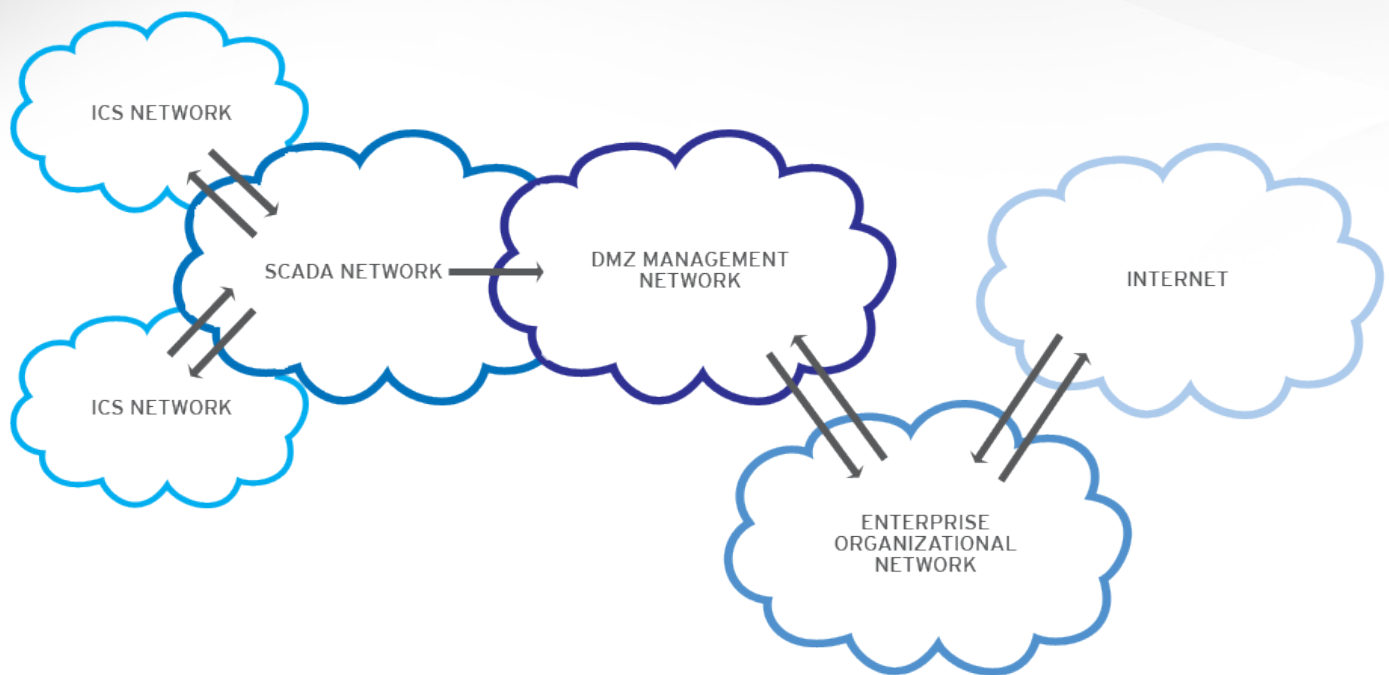 ICS NETWORK
SCADA NETWORK
DMZ MANAGEMENT
NETWORK
INTERNET
ICS NETWORK
ENTERPRISE
ORGANIZATIONAL
NETWORK